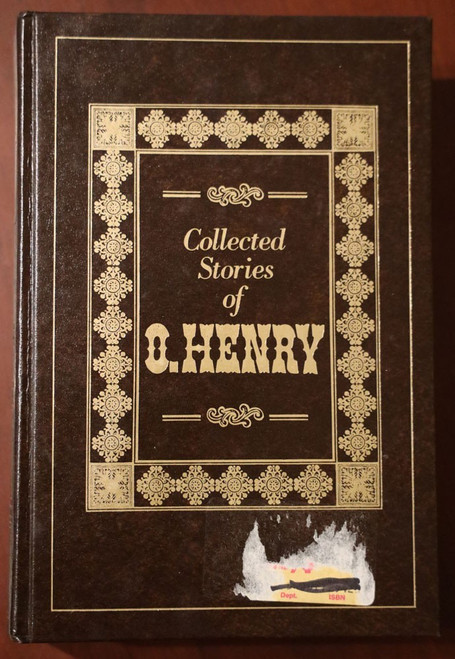 Collected
Stories
of
O. HENRY
Dept. ISBN